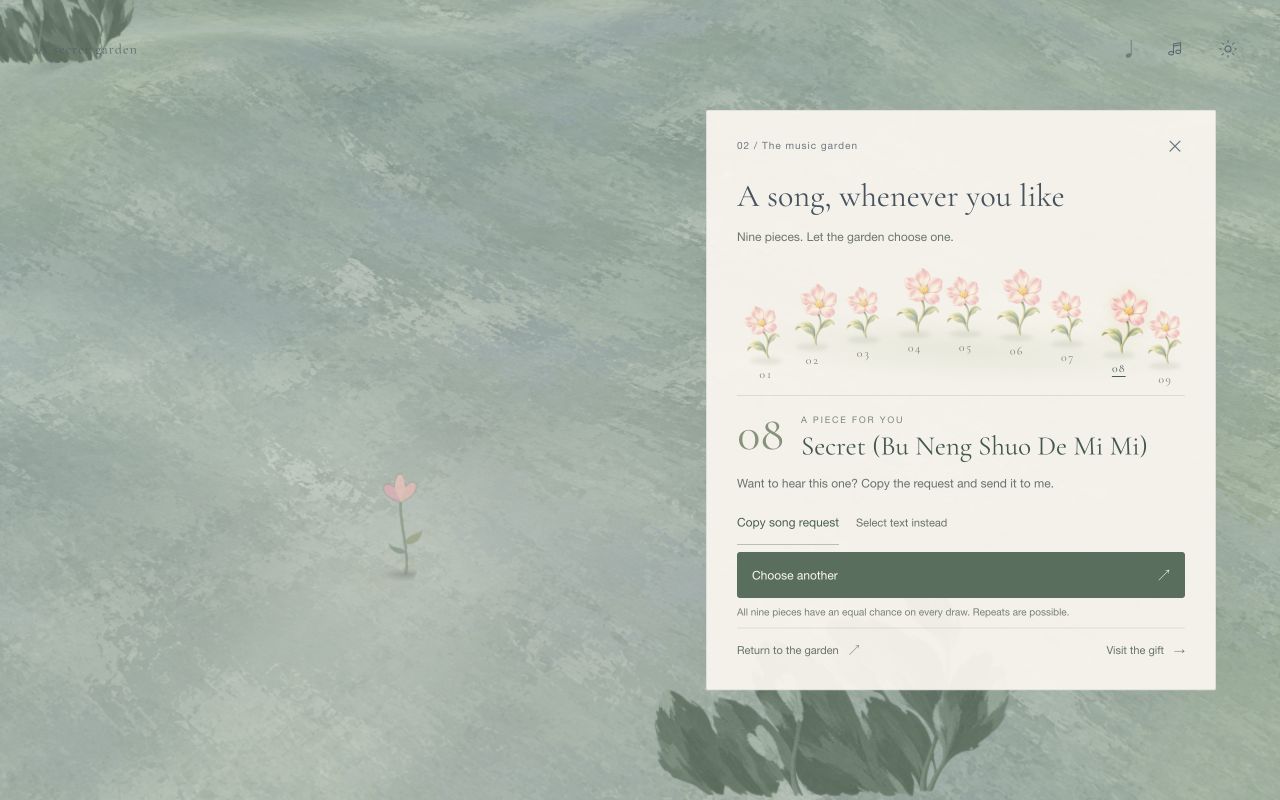 secret garden
02 / The music garden
A song, whenever you like
Nine pieces. Let the garden choose one.
01 02 03 04 05 06 07 08 09
08
A PIECE FOR YOU
Secret (Bu Neng Shuo De Mi Mi)
Want to hear this one? Copy the request and send it to me.
Copy song request Select text instead
Choose another ↗
All nine pieces have an equal chance on every draw. Repeats are possible.
Return to the garden ↗ Visit the gift →